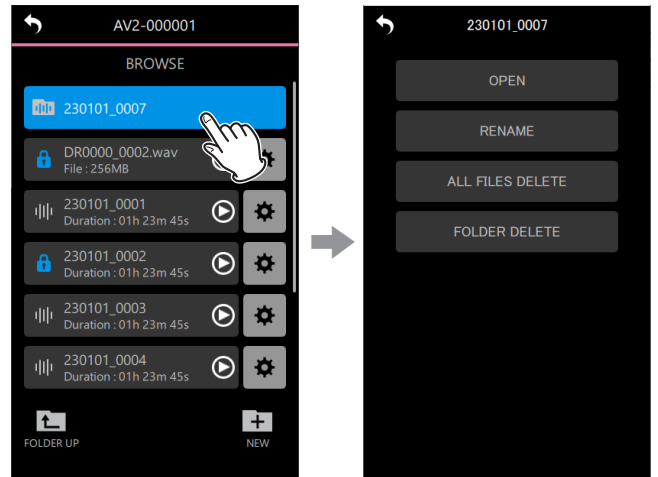 AV2-000001
BROWSE
230101_0007
DR0000_0002.wav
File : 256MB
230101_0001
Duration : 01h 23m 45s
230101_0002
Duration : 01h 23m 45s
230101_0003
Duration : 01h 23m 45s
230101_0004
Duration : 01h 23m 45s
FOLDER UP
NEW
230101_0007
OPEN
RENAME
ALL FILES DELETE
FOLDER DELETE